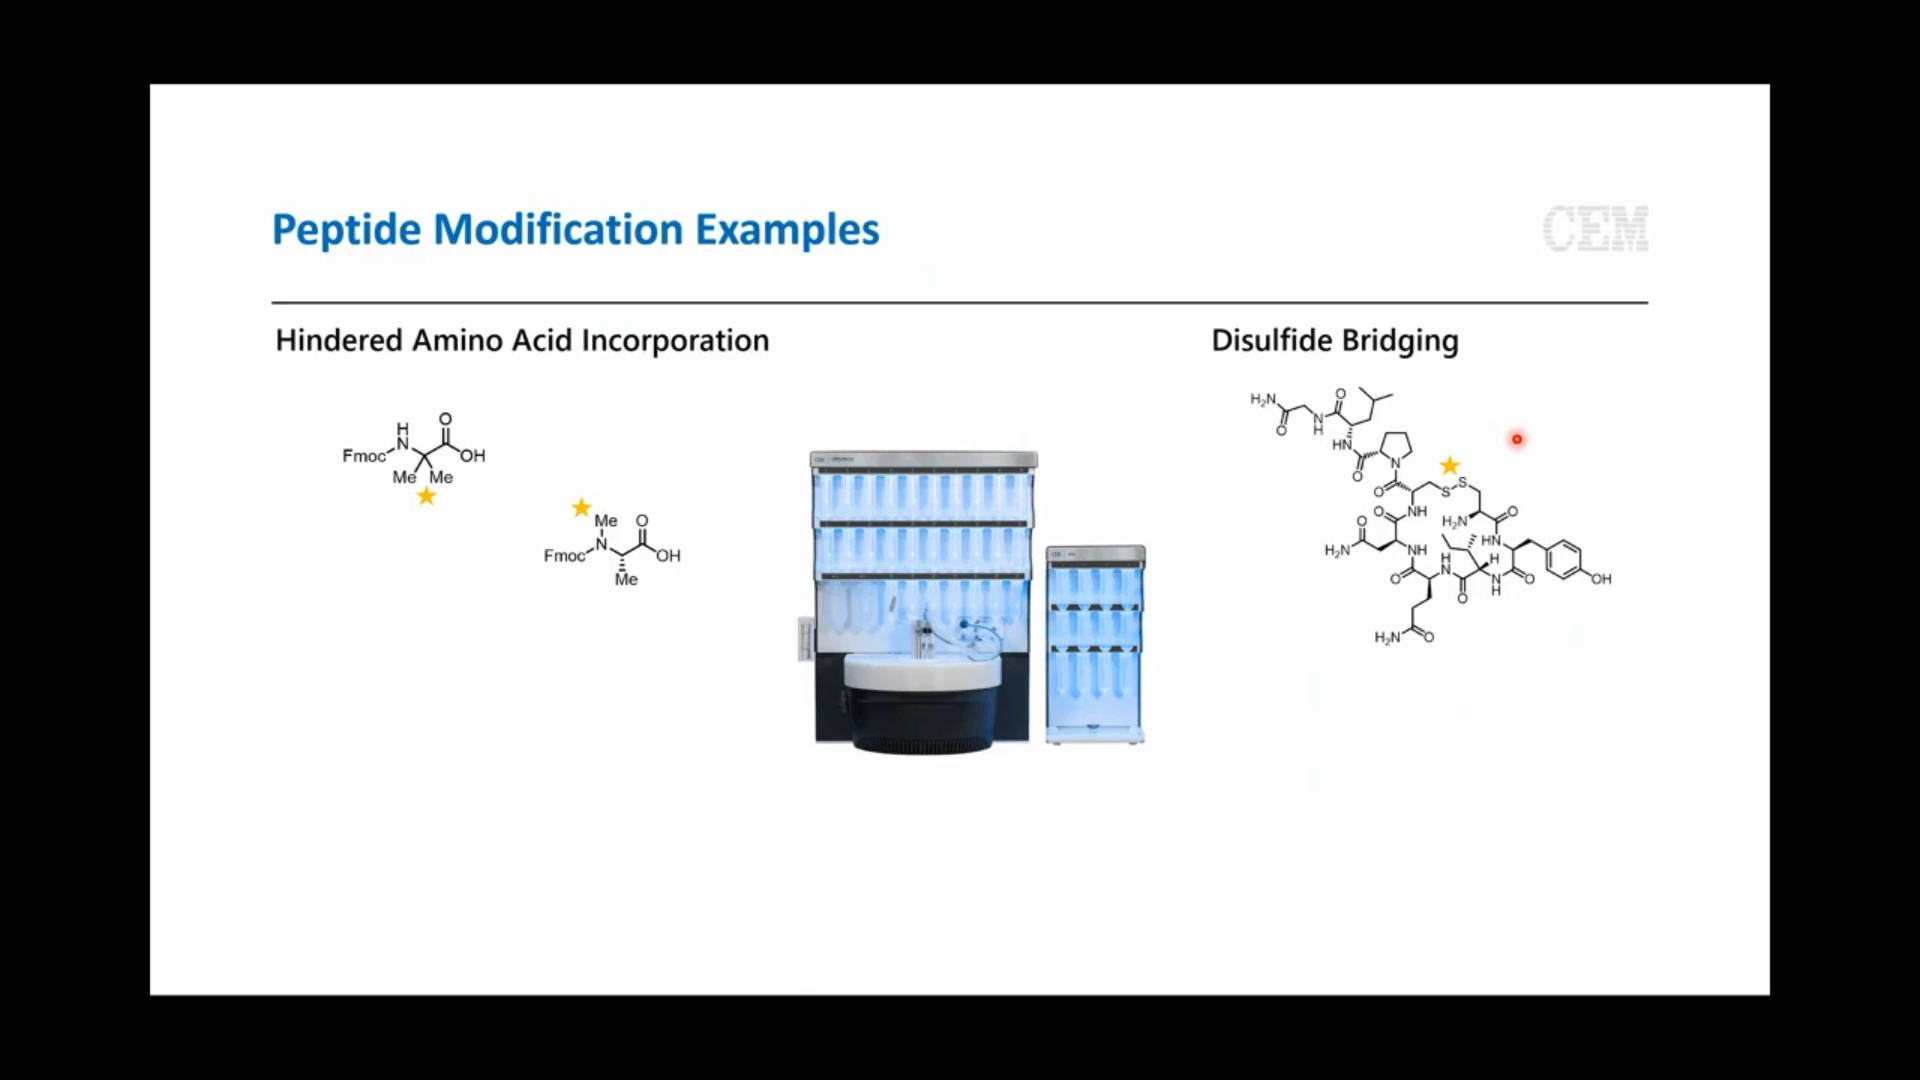 Peptide Modification Examples
CEM
Hindered Amino Acid Incorporation
Disulfide Bridging
H
N
O
Fmoc
OH
Me Me
Me
O
N
Fmoc
OH
Me
H₂N
O
O
N
H
HN
O
N
O
S
S
O
NH
O
H₂N
O
H₂N
NH
HN
O
H
N
H
N
H
O
O
OH
H₂N
O